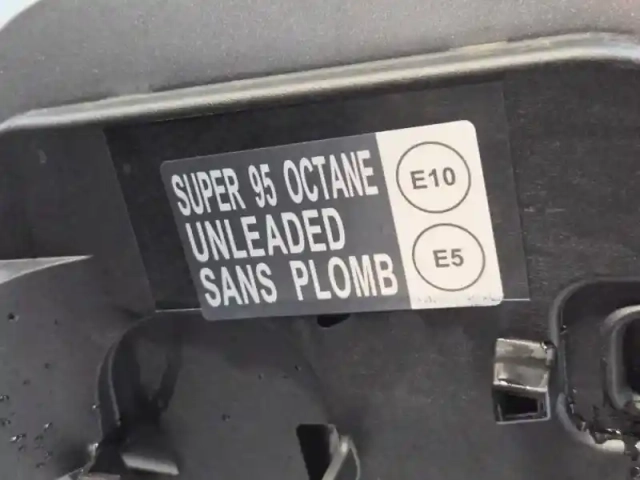 SUPER 95 OCTANE
UNLEADED
SANS PLOMB
E10
E5